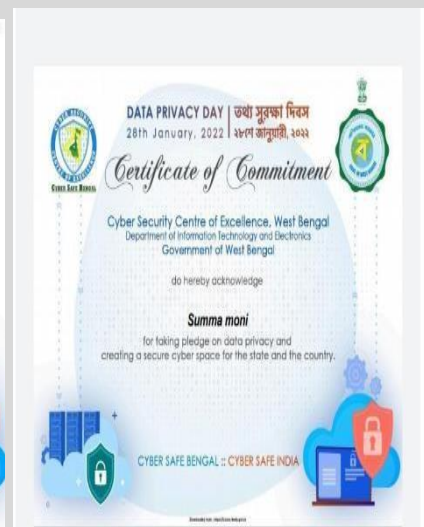 DATA PRIVACY DAY | তথ্য সুরক্ষা দিবস
28th January, 2022 | ২৮শে জানুয়ারী, ২০২২
Certificate of Commitment
CYBER SAFE BENGAL
Cyber Security Centre of Excellence, West Bengal
Department of Information Technology and Electronics
Government of West Bengal
do hereby acknowledge
Summa moni
for taking pledge on data privacy and
creating a secure cyber space for the state and the country.
CYBER SAFE BENGAL :: CYBER SAFE INDIA